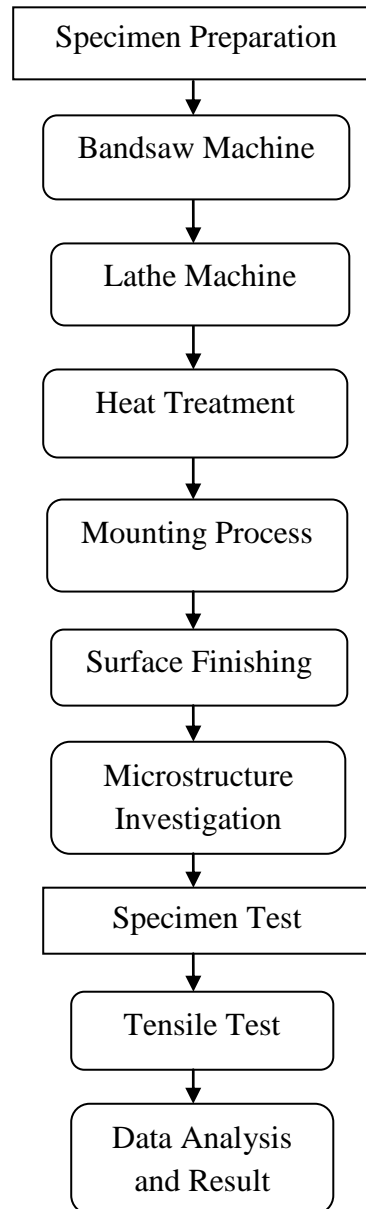 Specimen Preparation
Bandsaw Machine
Lathe Machine
Heat Treatment
Mounting Process
Surface Finishing
Microstructure
Investigation
Specimen Test
Tensile Test
Data Analysis
and Result